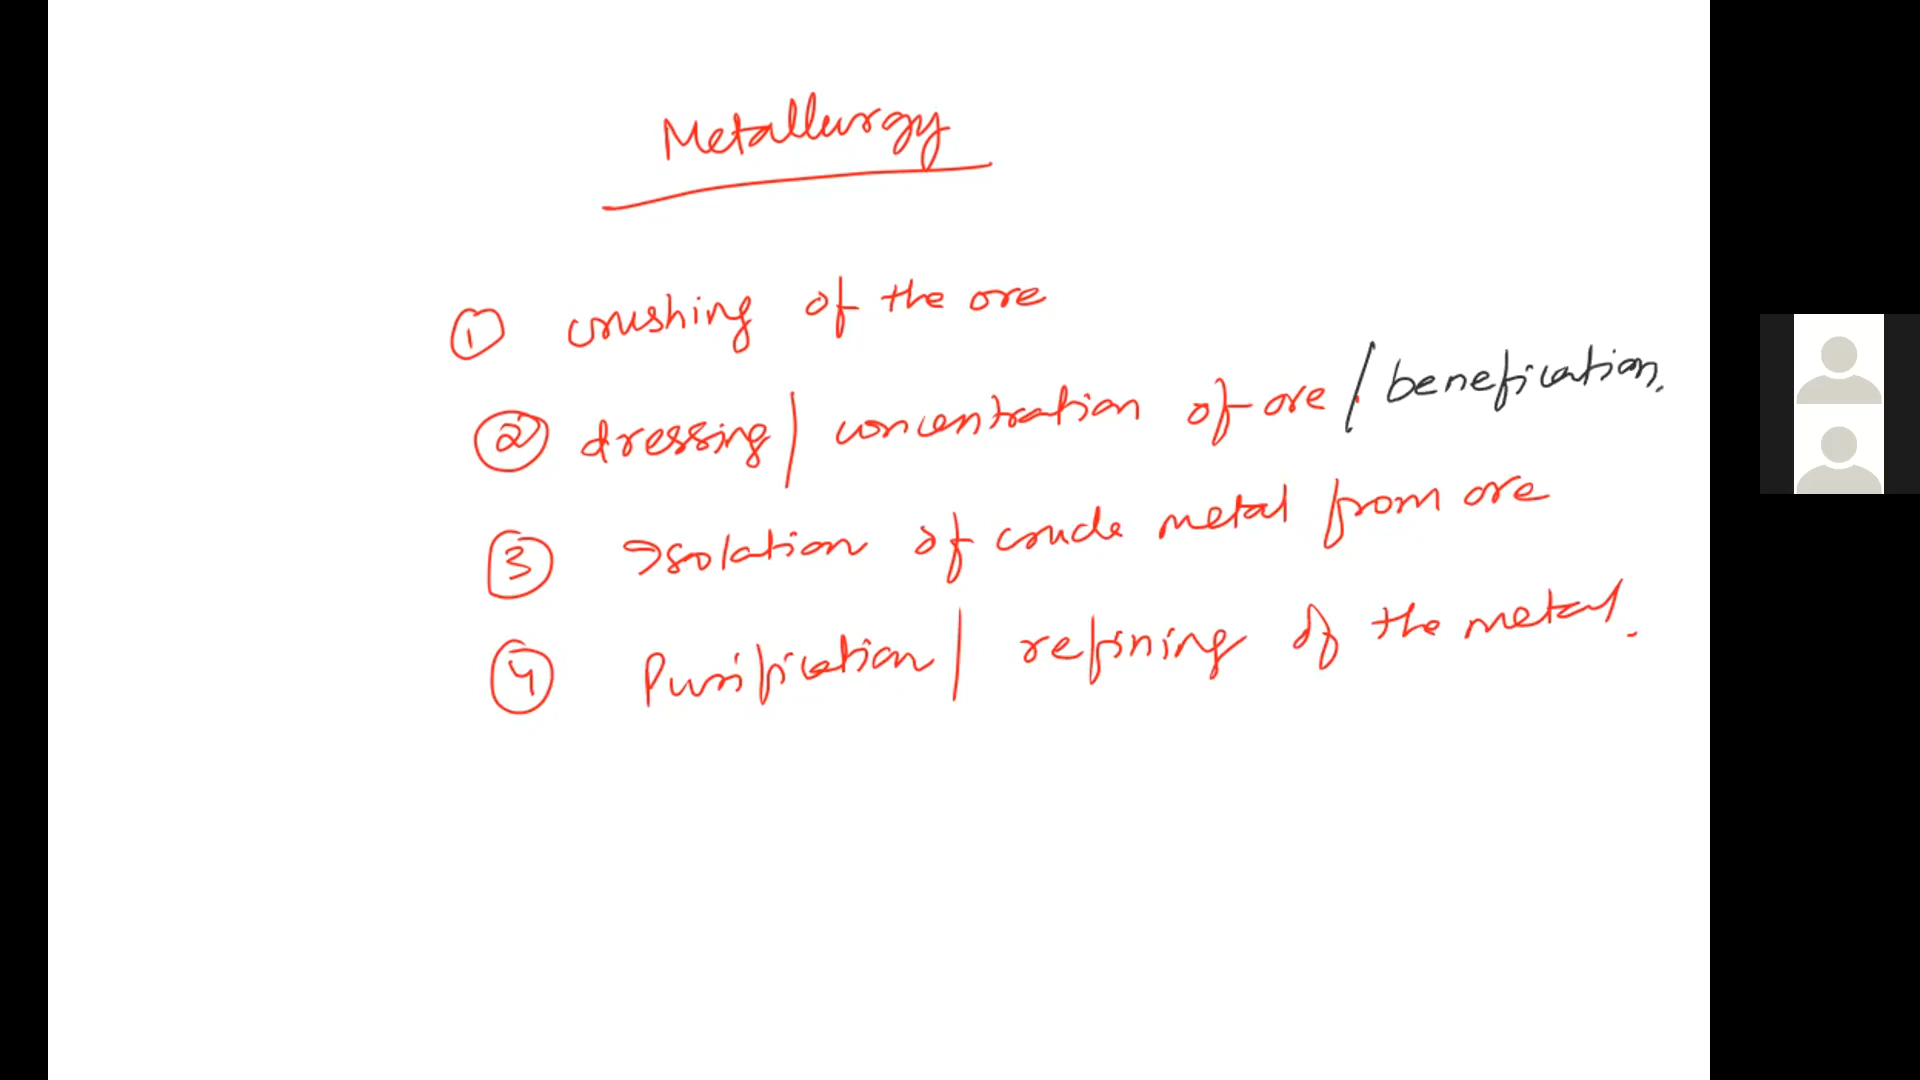 Metallurgy
① crushing of the ore
② dressing / concentration of ore / benefication.
③ Isolation of crude metal from ore
④ Purification / refining of the metal.